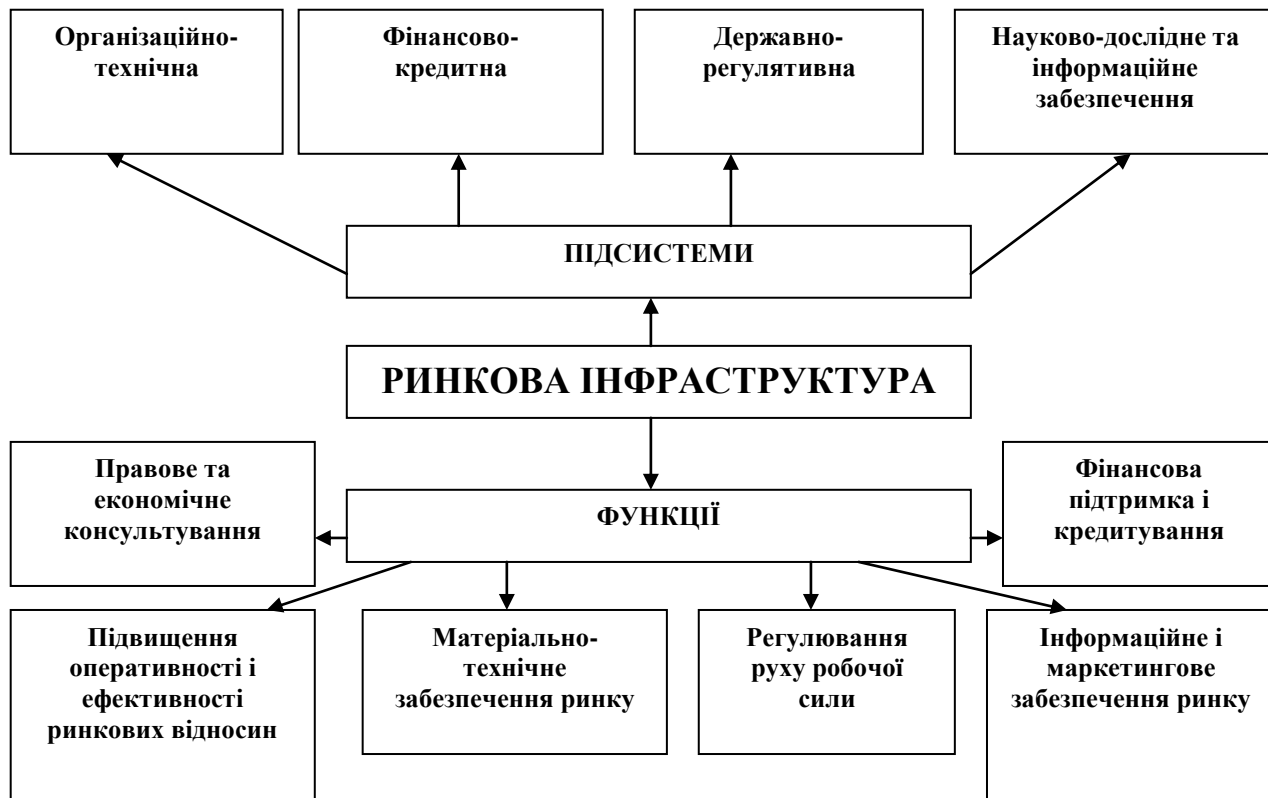 Організаційно-
технічна
Фінансово-
кредитна
Державно-
регулятивна
Науково-дослідне та
інформаційне
забезпечення
ПІДСИСТЕМИ
РИНКОВА ІНФРАСТРУКТУРА
Правове та
економічне
консультування
ФУНКЦІЇ
Фінансова
підтримка і
кредитування
Підвищення
оперативності і
ефективності
ринкових відносин
Матеріально-
технічне
забезпечення ринку
Регулювання
руху робочої
сили
Інформаційне і
маркетингове
забезпечення ринку